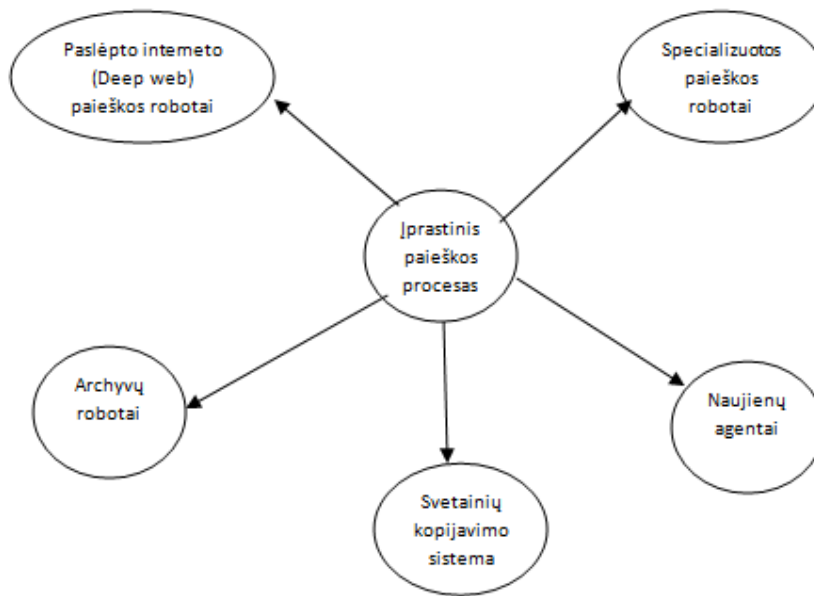 Paslėpto interneto
(Deep web)
paieškos robotai
Specializuotos
paieškos
robotai
Įprastinis
paieškos
procesas
Archyvų
robotai
Naujienų
agentai
Svetainių
kopijavimo
sistema